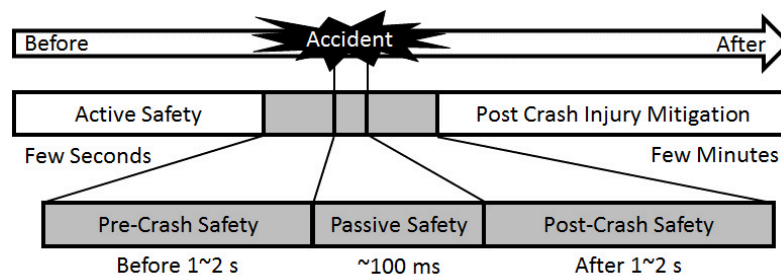 Accident
Before After
Active Safety Post Crash Injury Mitigation
Few Seconds Few Minutes
Pre-Crash Safety Passive Safety Post-Crash Safety
Before 1~2 s ~100 ms After 1~2 s